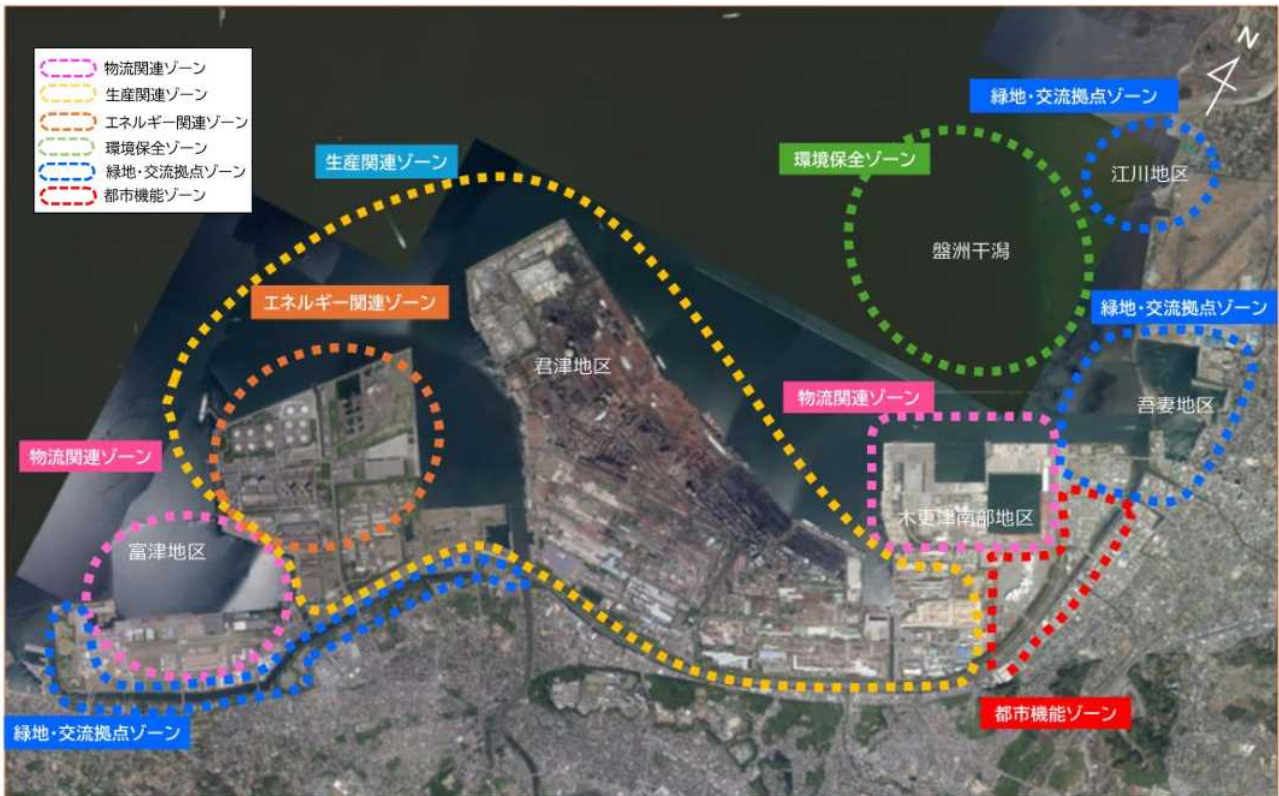 物流関連ゾーン
生産関連ゾーン
エネルギー関連ゾーン
環境保全ゾーン
緑地・交流拠点ゾーン
都市機能ゾーン
N
緑地・交流拠点ゾーン
生産関連ゾーン
環境保全ゾーン
江川地区
盤洲干潟
エネルギー関連ゾーン
緑地・交流拠点ゾーン
君津地区
物流関連ゾーン
吾妻地区
物流関連ゾーン
木更津南部地区
富津地区
都市機能ゾーン
緑地・交流拠点ゾーン